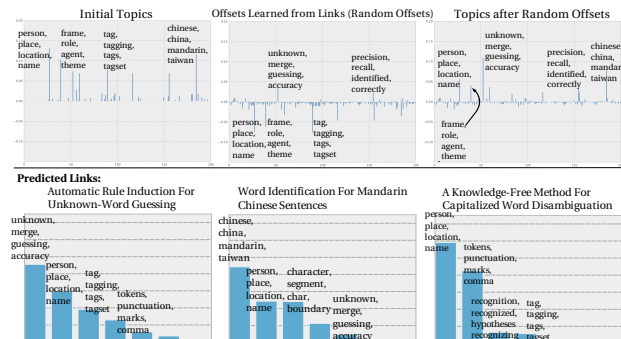 Initial Topics
person,
place,
location,
name
frame,
role,
agent,
theme
tag,
tagging,
tags,
tagset
chinese,
china,
mandarin,
taiwan
Offsets Learned from Links (Random Offsets)
unknown,
merge,
guessing,
accuracy
precision,
recall,
identified,
correctly
person,
place,
location,
name
frame,
role,
agent,
theme
tag,
tagging,
tags,
tagset
Topics after Random Offsets
person,
place,
location,
name
unknown,
merge,
guessing,
accuracy
precision,
recall,
identified,
correctly
chinese,
china,
mandarin,
taiwan
frame,
role,
agent,
theme
Predicted Links:
Automatic Rule Induction For
Unknown-Word Guessing
unknown,
merge,
guessing,
accuracy
person,
place,
location,
name
tag,
tagging,
tags,
tagset
tokens,
punctuation,
marks,
comma
Word Identification For Mandarin
Chinese Sentences
chinese,
china,
mandarin,
taiwan
person,
place,
location,
name
character,
segment,
char,
boundary
unknown,
merge,
guessing,
accuracy
A Knowledge-Free Method For
Capitalized Word Disambiguation
person,
place,
location,
name
tokens,
punctuation,
marks,
comma
recognition,
recognized,
hypotheses
recognizing
tag,
tagging,
tags,
tagset